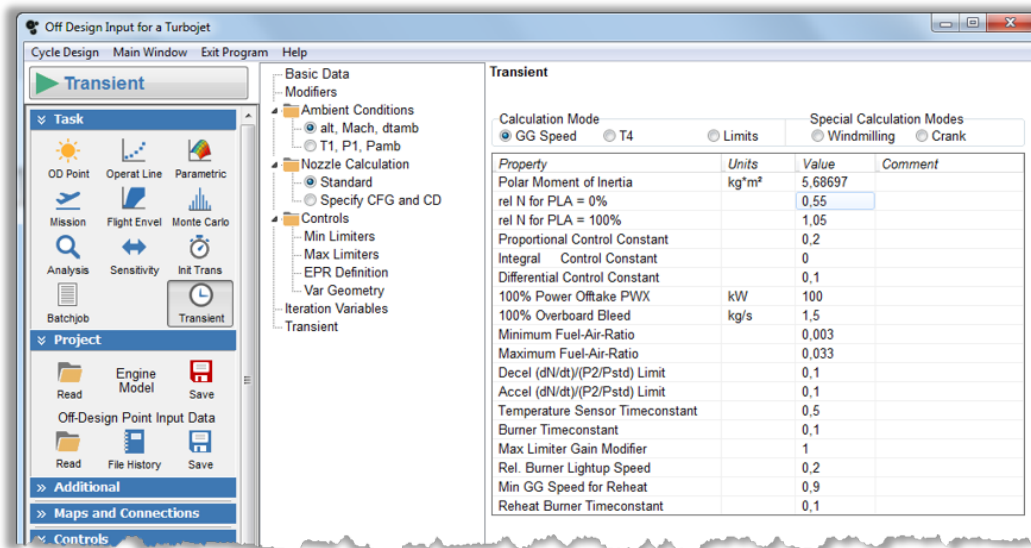 Off Design Input for a Turbojet
Cycle Design Main Window Exit Program Help
Transient
Task
OD Point Operat Line Parametric
Mission Flight Envel Monte Carlo
Analysis Sensitivity Init Trans
Batchjob Transient
Project
Read Engine Model Save
Off-Design Point Input Data
Read File History Save
Additional
Maps and Connections
Controls
Basic Data
Modifiers
Ambient Conditions
alt, Mach, dtamb
T1, P1, Pamb
Nozzle Calculation
Standard
Specify CFG and CD
Controls
Min Limiters
Max Limiters
EPR Definition
Var Geometry
Iteration Variables
Transient
Transient
Calculation Mode Special Calculation Modes
GG Speed T4 Limits Windmilling Crank
Property Units Value Comment
Polar Moment of Inertia kg*m² 5,68697
rel N for PLA = 0% 0,55
rel N for PLA = 100% 1,05
Proportional Control Constant 0,2
Integral Control Constant 0
Differential Control Constant 0,1
100% Power Offtake PWX kW 100
100% Overboard Bleed kg/s 1,5
Minimum Fuel-Air-Ratio 0,003
Maximum Fuel-Air-Ratio 0,033
Decel (dN/dt)/(P2/Pstd) Limit 0,1
Accel (dN/dt)/(P2/Pstd) Limit 0,1
Temperature Sensor Timeconstant 0,5
Burner Timeconstant 0,1
Max Limiter Gain Modifier 1
Rel. Burner Lightup Speed 0,2
Min GG Speed for Reheat 0,9
Reheat Burner Timeconstant 0,1